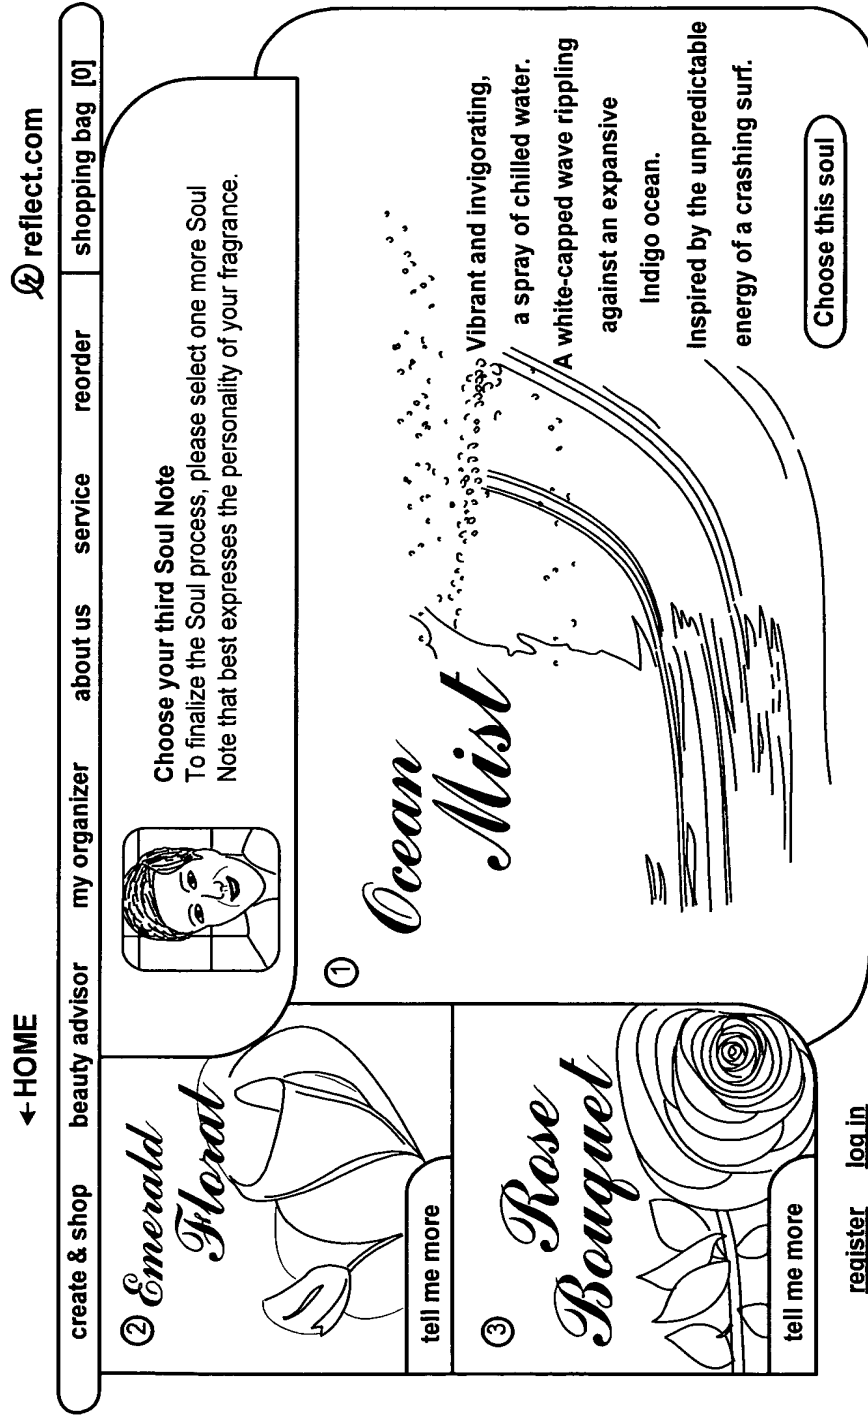 ←HOME
reflect.com
create & shop beauty advisor my organizer about us service reorder shopping bag [0]
Choose your third Soul Note
To finalize the Soul process, please select one more Soul
Note that best expresses the personality of your fragrance.
2
Emerald
Floral
tell me more
3
Rose
Bouquet
tell me more
1
Ocean
Mist
Vibrant and invigorating,
a spray of chilled water.
A white-capped wave rippling
against an expansive
Indigo ocean.
Inspired by the unpredictable
energy of a crashing surf.
Choose this soul
register log in